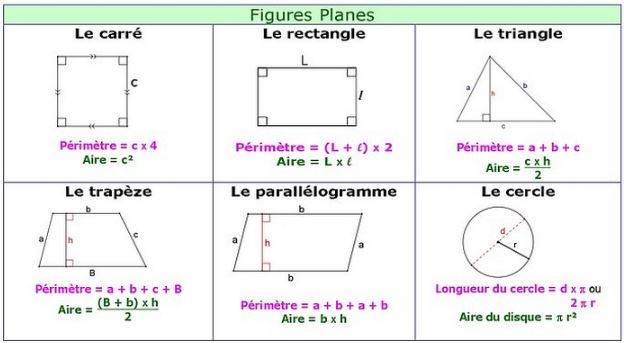 Figures Planes
Le carré
c
Périmètre = c x 4
Aire = c²
Le rectangle
L
l
Périmètre = (L + ℓ) x 2
Aire = L x ℓ
Le triangle
a
h
b
c
Périmètre = a + b + c
Aire = c x h
2
Le trapèze
b
a
h
c
B
Périmètre = a + b + c + B
Aire = (B + b) x h
2
Le parallélogramme
b
a
h
a
b
Périmètre = a + b + a + b
Aire = b x h
Le cercle
d
r
Longueur du cercle = d x π ou
2 π r
Aire du disque = π r²